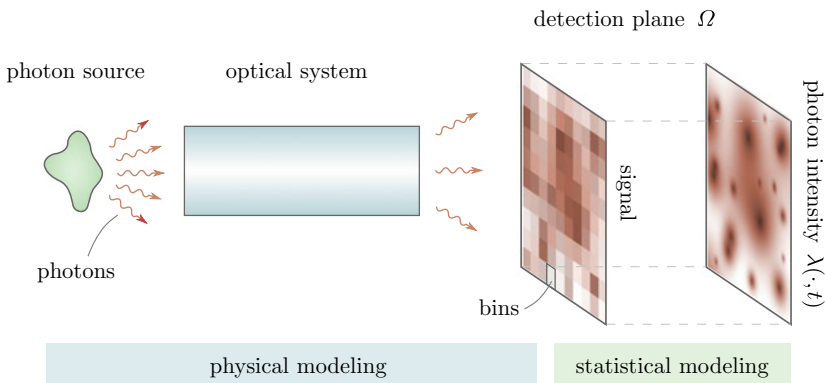 detection plane Ω
photon source
optical system
signal
photon intensity λ(·, t)
photons
bins
physical modeling
statistical modeling